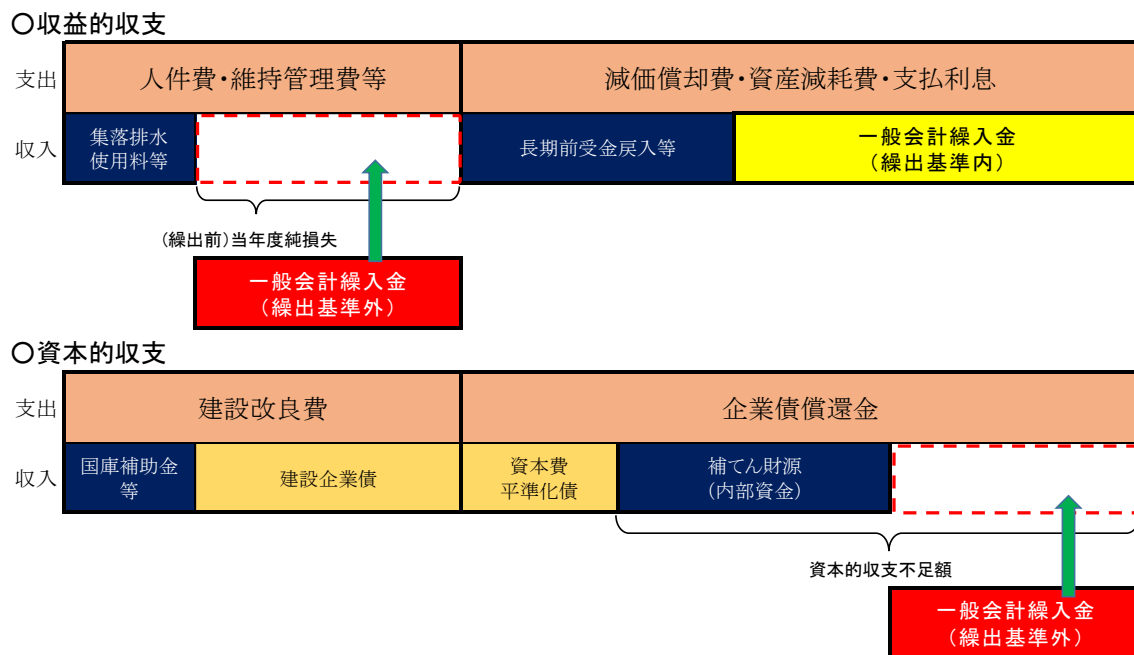 〇収益的収支
支出
人件費・維持管理費等
減価償却費・資産減耗費・支払利息
収入
集落排水
使用料等
長期前受金戻入等
一般会計繰入金
(繰出基準内)
(繰出前)当年度純損失
一般会計繰入金
(繰出基準外)
〇資本的収支
支出
建設改良費
企業債償還金
収入
国庫補助金
等
建設企業債
資本費
平準化債
補てん財源
(内部資金)
資本的収支不足額
一般会計繰入金
(繰出基準外)